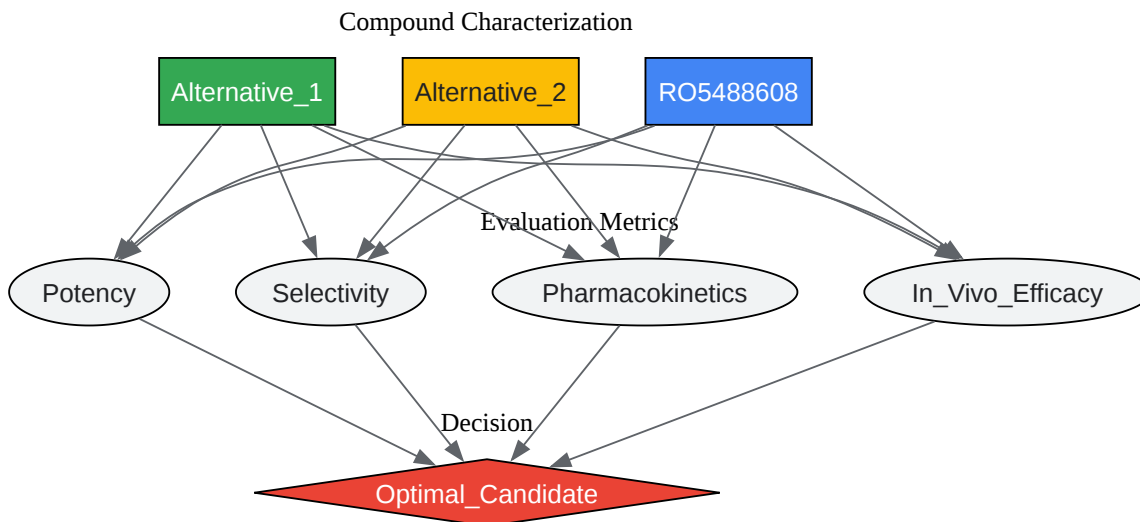 Compound Characterization
Alternative_1
Alternative_2
RO5488608
Evaluation Metrics
Potency
Selectivity
Pharmacokinetics
In_Vivo_Efficacy
Decision
Optimal_Candidate